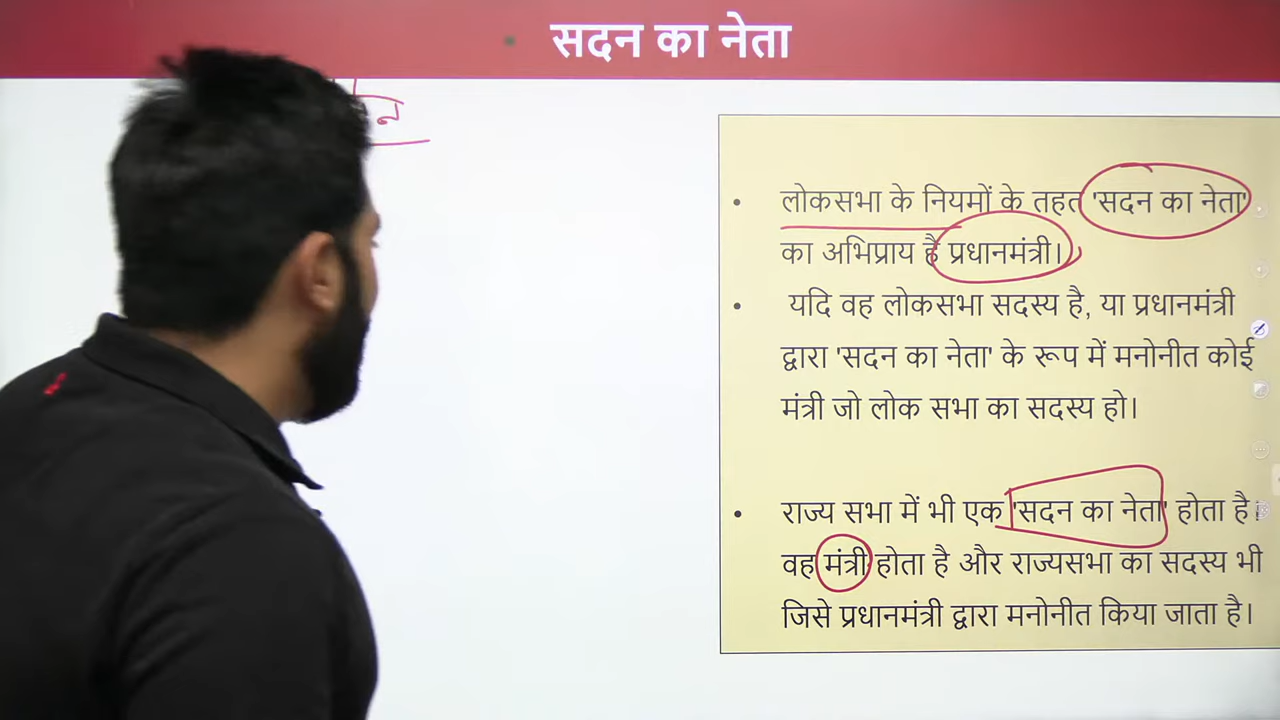 • सदन का नेता
न
• लोकसभा के नियमों के तहत 'सदन का नेता'
का अभिप्राय है प्रधानमंत्री।
• यदि वह लोकसभा सदस्य है, या प्रधानमंत्री
द्वारा 'सदन का नेता' के रूप में मनोनीत कोई
मंत्री जो लोक सभा का सदस्य हो।
• राज्य सभा में भी एक 'सदन का नेता' होता है।
वह मंत्री होता है और राज्यसभा का सदस्य भी
जिसे प्रधानमंत्री द्वारा मनोनीत किया जाता है।